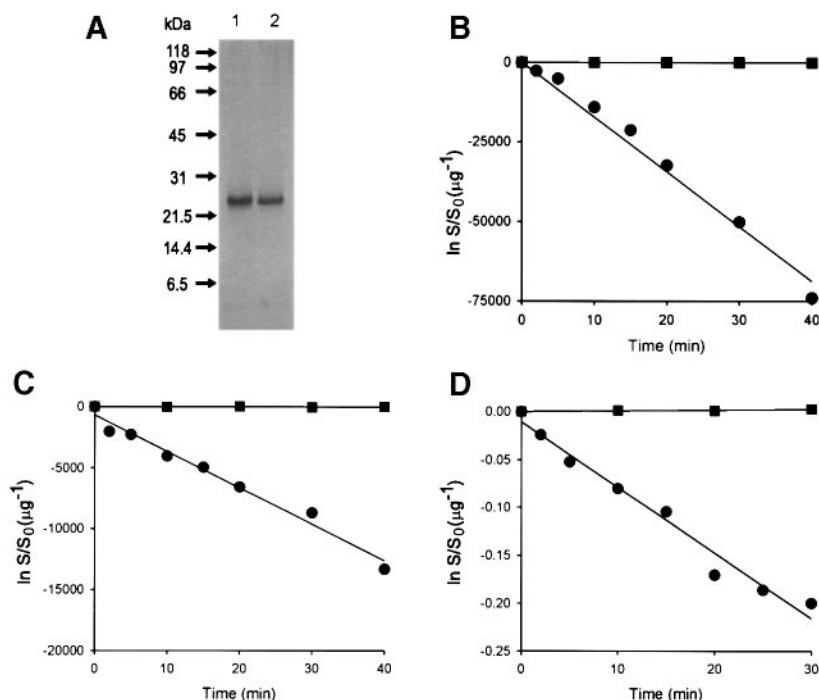 A
kDa
1 2
118
97
66
45
31
21.5
14.4
6.5
B
ln S/S0(μg-1)
0
-25000
-50000
-75000
0 10 20 30 40
Time (min)
C
ln S/S0(μg-1)
0
-5000
-10000
-15000
-20000
0 10 20 30 40
Time (min)
D
ln S/S0(μg-1)
0.00
-0.05
-0.10
-0.15
-0.20
-0.25
0 10 20 30
Time (min)